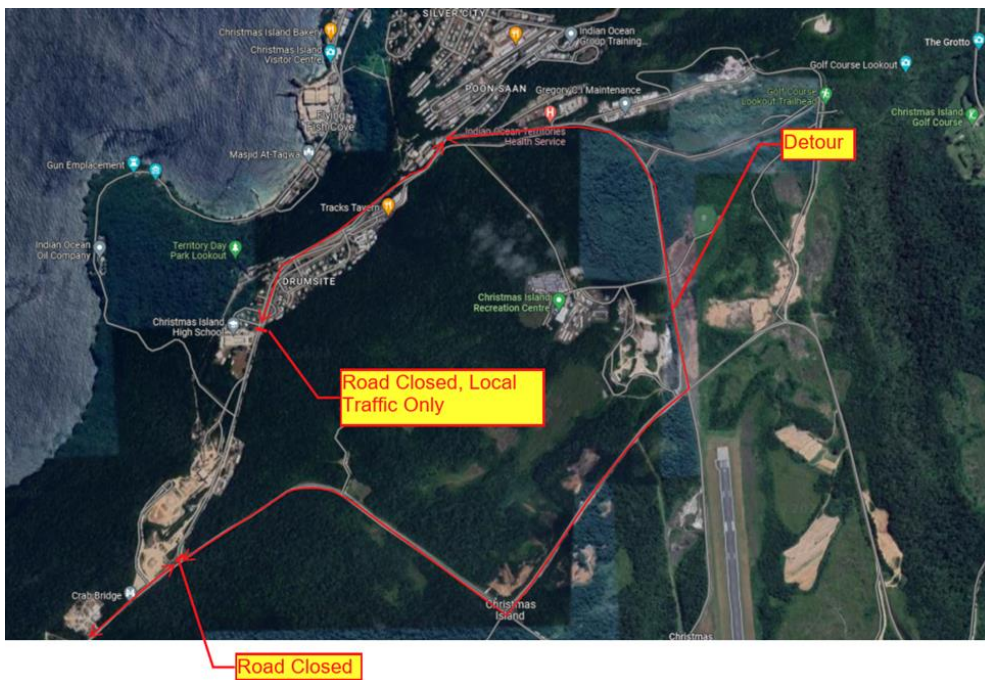 SILVER CITY
Christmas Island Bakery
Christmas Island
Visitor Centre
Indian Ocean
Group Training...
The Grotto
Golf Course Lookout
POON SAAN
Gregory C.I Maintenance
Golf Course
Lookout Trailhead
Christmas Island
Golf Course
Flying
Fish Cove
Indian Ocean Territories
Health Service
Detour
Masjid At-Taqwa
Gun Emplacement
Tracks Tavern
Indian Ocean
Oil Company
Territory Day
Park Lookout
DRUMSITE
Christmas Island
Recreation Centre
Christmas Island
High School
Road Closed, Local
Traffic Only
Crab Bridge
Christmas
Island
Christmas
Road Closed